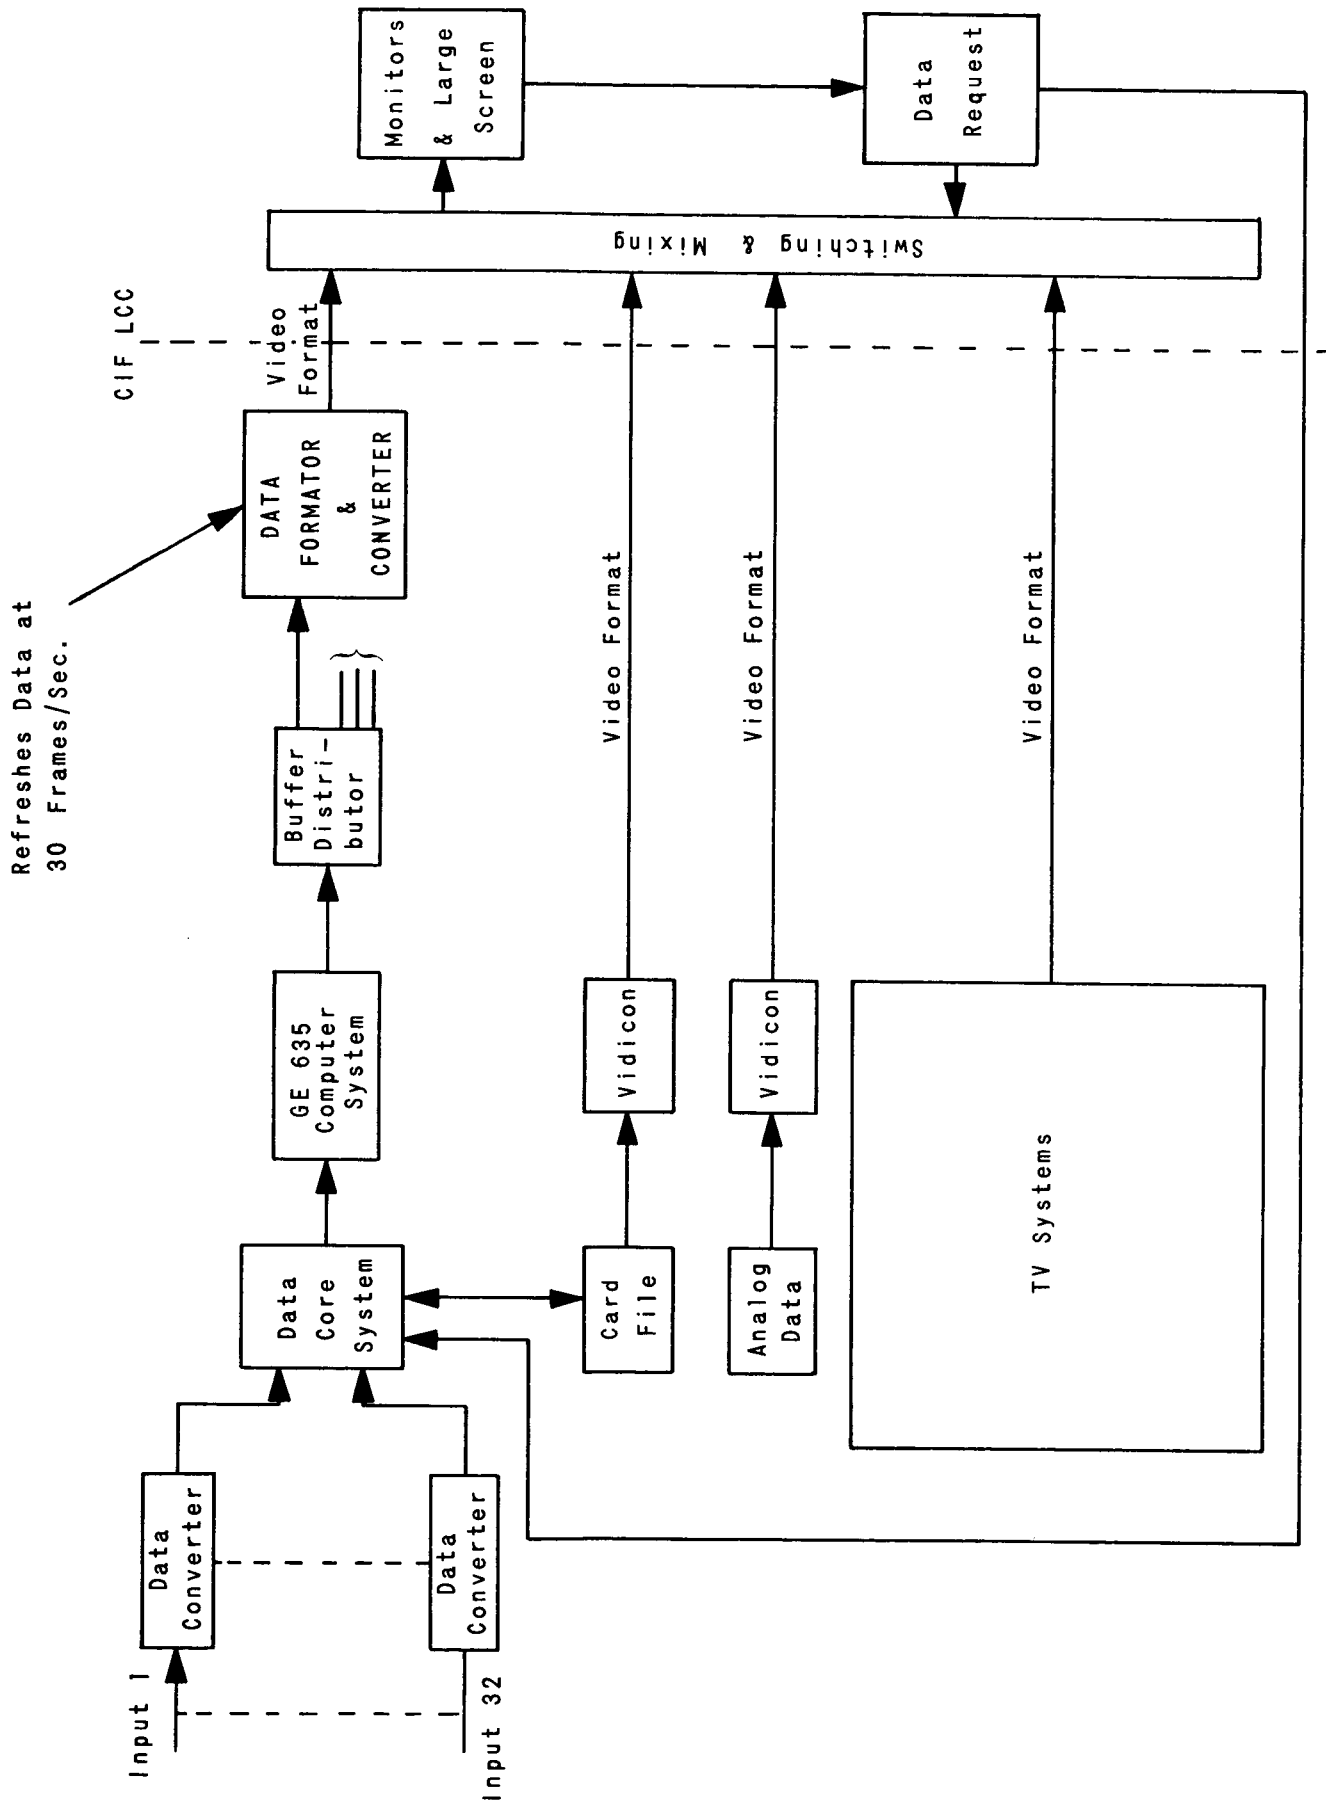 Refreshes Data at
30 Frames/Sec.
CIF LCC
Input 1
Data
Converter
Input 32
Data
Converter
Data
Core
System
GE 635
Computer
System
Buffer
Distri-
butor
DATA
FORMATOR
&
CONVERTER
Video
Format
Monitors
& Large
Screen
Switching & Mixing
Data
Request
Card
File
Vidicon
Video Format
Analog
Data
Vidicon
Video Format
TV Systems
Video Format